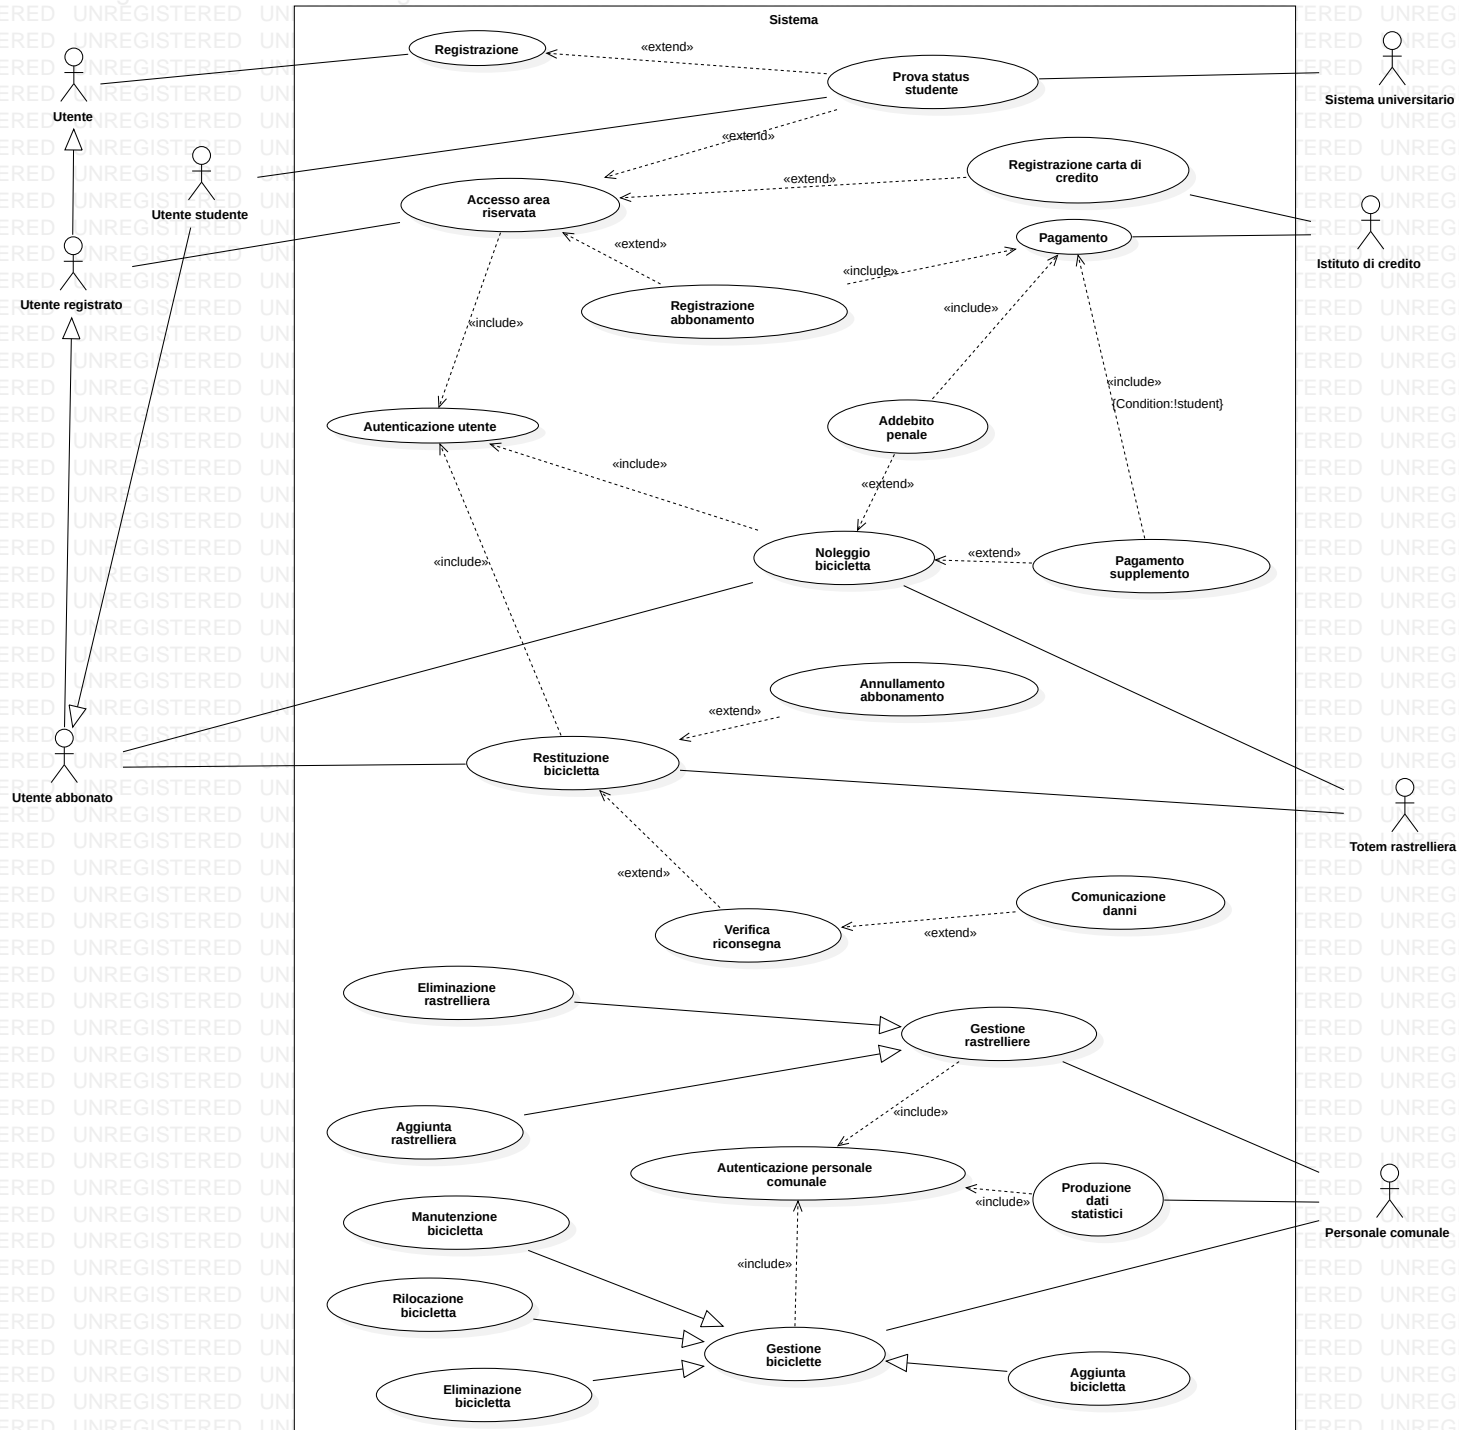 Sistema
Registrazione
«extend»
Prova status
studente
Utente
Sistema universitario
«extend»
Registrazione carta di
credito
«extend»
Utente studente
Accesso area
riservata
Pagamento
«extend»
Istituto di credito
«include»
Utente registrato
Registrazione
abbonamento
«include»
«include»
«include»
{Condition:!student}
Autenticazione utente
Addebito
penale
«include»
«extend»
Noleggio
bicicletta
«extend»
«include»
Pagamento
supplemento
Annullamento
abbonamento
«extend»
Restituzione
bicicletta
Utente abbonato
Totem rastrelliera
«extend»
Comunicazione
danni
Verifica
riconsegna
«extend»
Eliminazione
rastrelliera
Gestione
rastrelliere
«include»
Aggiunta
rastrelliera
Autenticazione personale
comunale
Produzione
dati
statistici
«include»
Manutenzione
bicicletta
Personale comunale
«include»
Rilocazione
bicicletta
Gestione
biciclette
Aggiunta
bicicletta
Eliminazione
bicicletta
UNREGISTERED